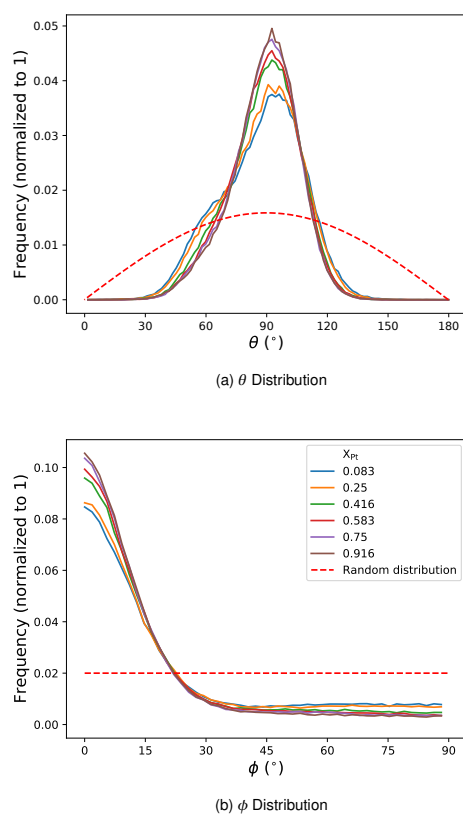 0.05
0.04
0.03
0.02
0.01
0.00
Frequency (normalized to 1)
0 30 60 90 120 150 180
θ (°)
(a) θ Distribution
0.10
0.08
0.06
0.04
0.02
0.00
Frequency (normalized to 1)
X_Pt
0.083
0.25
0.416
0.583
0.75
0.916
Random distribution
0 15 30 45 60 75 90
ϕ (°)
(b) ϕ Distribution